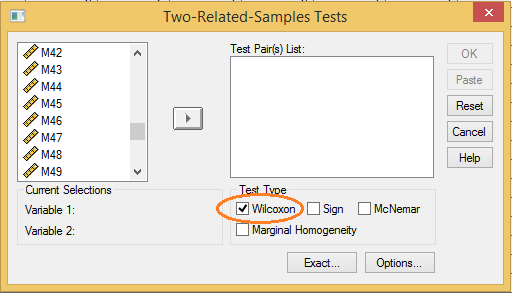 Two-Related-Samples Tests
M42
M43
M44
M45
M46
M47
M48
M49
Test Pair(s) List:
OK
Paste
Reset
Cancel
Help
Current Selections
Variable 1:
Variable 2:
Test Type
Wilcoxon Sign McNemar
Marginal Homogeneity
Exact... Options...